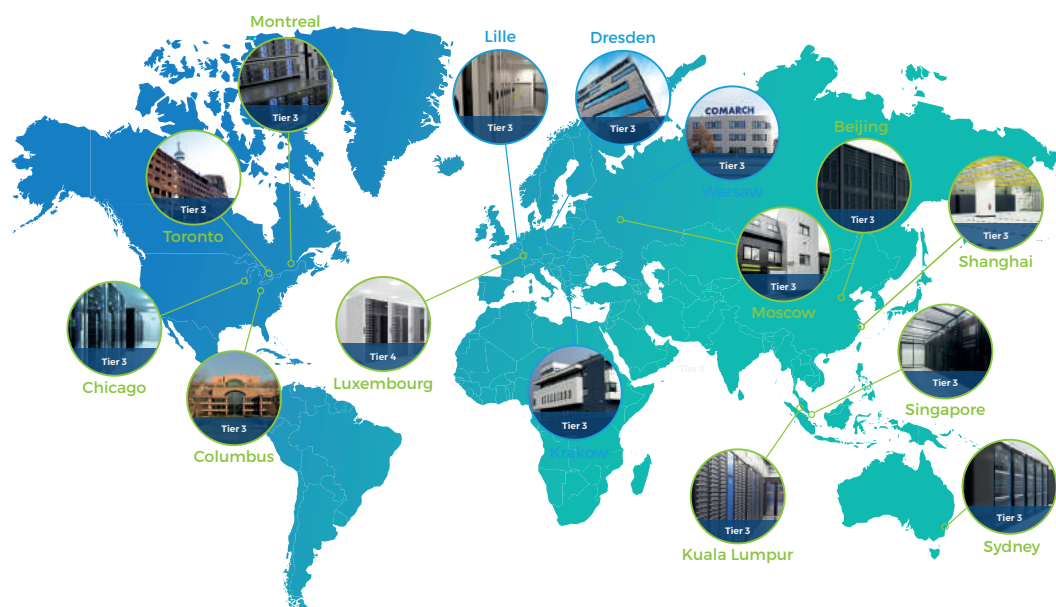 Montreal
Tier 3
Lille
Tier 3
Dresden
Tier 3
COMARCH
Tier 3
Warsaw
Beijing
Tier 3
Tier 3
Toronto
Tier 3
Shanghai
Tier 3
Moscow
Tier 3
Chicago
Tier 4
Luxembourg
Tier 3
Tier 3
Singapore
Tier 3
Columbus
Tier 3
Krakow
Tier 3
Kuala Lumpur
Tier 3
Sydney